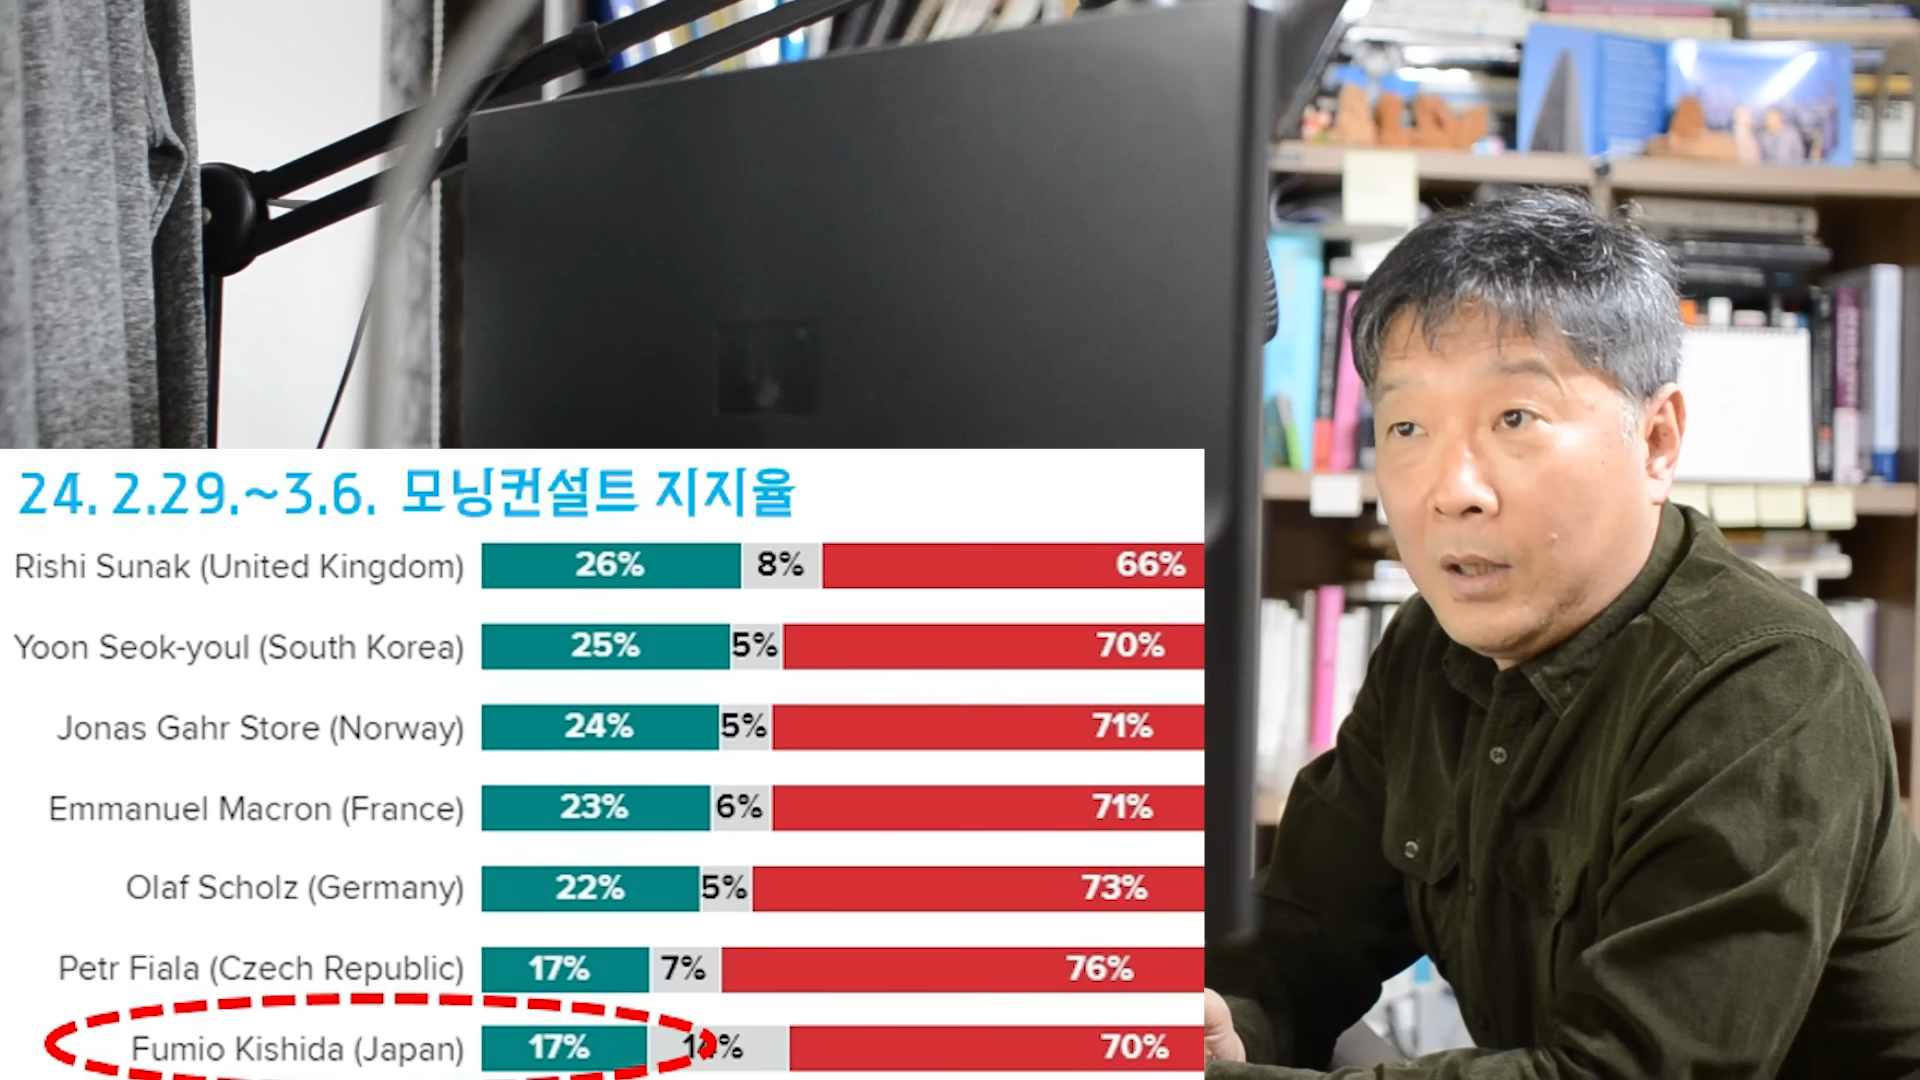 24. 2.29.~3.6. 모닝컨설트 지지율
Rishi Sunak (United Kingdom) 26% 8% 66%
Yoon Seok-youl (South Korea) 25% 5% 70%
Jonas Gahr Store (Norway) 24% 5% 71%
Emmanuel Macron (France) 23% 6% 71%
Olaf Scholz (Germany) 22% 5% 73%
Petr Fiala (Czech Republic) 17% 7% 76%
Fumio Kishida (Japan) 17% 70%